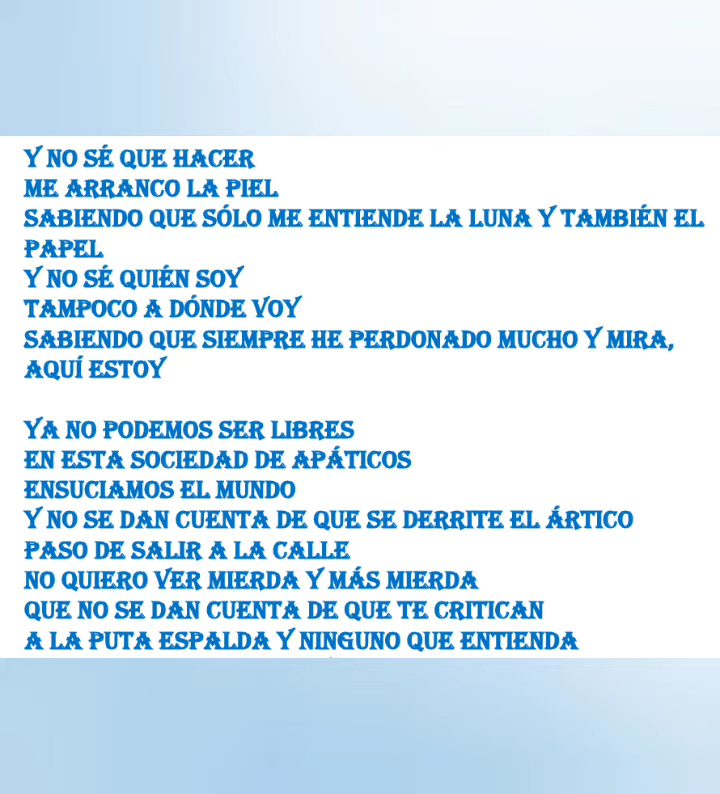 Y NO SÉ QUE HACER
ME ARRANCO LA PIEL
SABIENDO QUE SÓLO ME ENTIENDE LA LUNA Y TAMBIÉN EL
PAPEL
Y NO SÉ QUIÉN SOY
TAMPOCO A DÓNDE VOY
SABIENDO QUE SIEMPRE HE PERDONADO MUCHO Y MIRA,
AQUÍ ESTOY
YA NO PODEMOS SER LIBRES
EN ESTA SOCIEDAD DE APÁTICOS
ENSUCIAMOS EL MUNDO
Y NO SE DAN CUENTA DE QUE SE DERRITE EL ÁRTICO
PASO DE SALIR A LA CALLE
NO QUIERO VER MIERDA Y MÁS MIERDA
QUE NO SE DAN CUENTA DE QUE TE CRITICAN
A LA PUTA ESPALDA Y NINGUNO QUE ENTIENDA